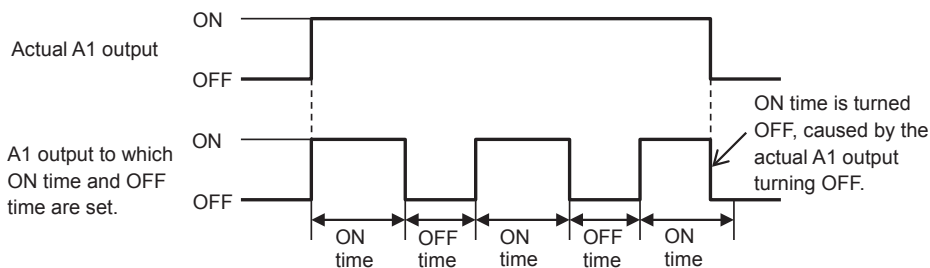 ON
Actual A1 output
OFF
ON time is turned
OFF, caused by the
actual A1 output
turning OFF.
ON
A1 output to which
ON time and OFF
time are set.
OFF
ON
time
OFF
time
ON
time
OFF
time
ON
time